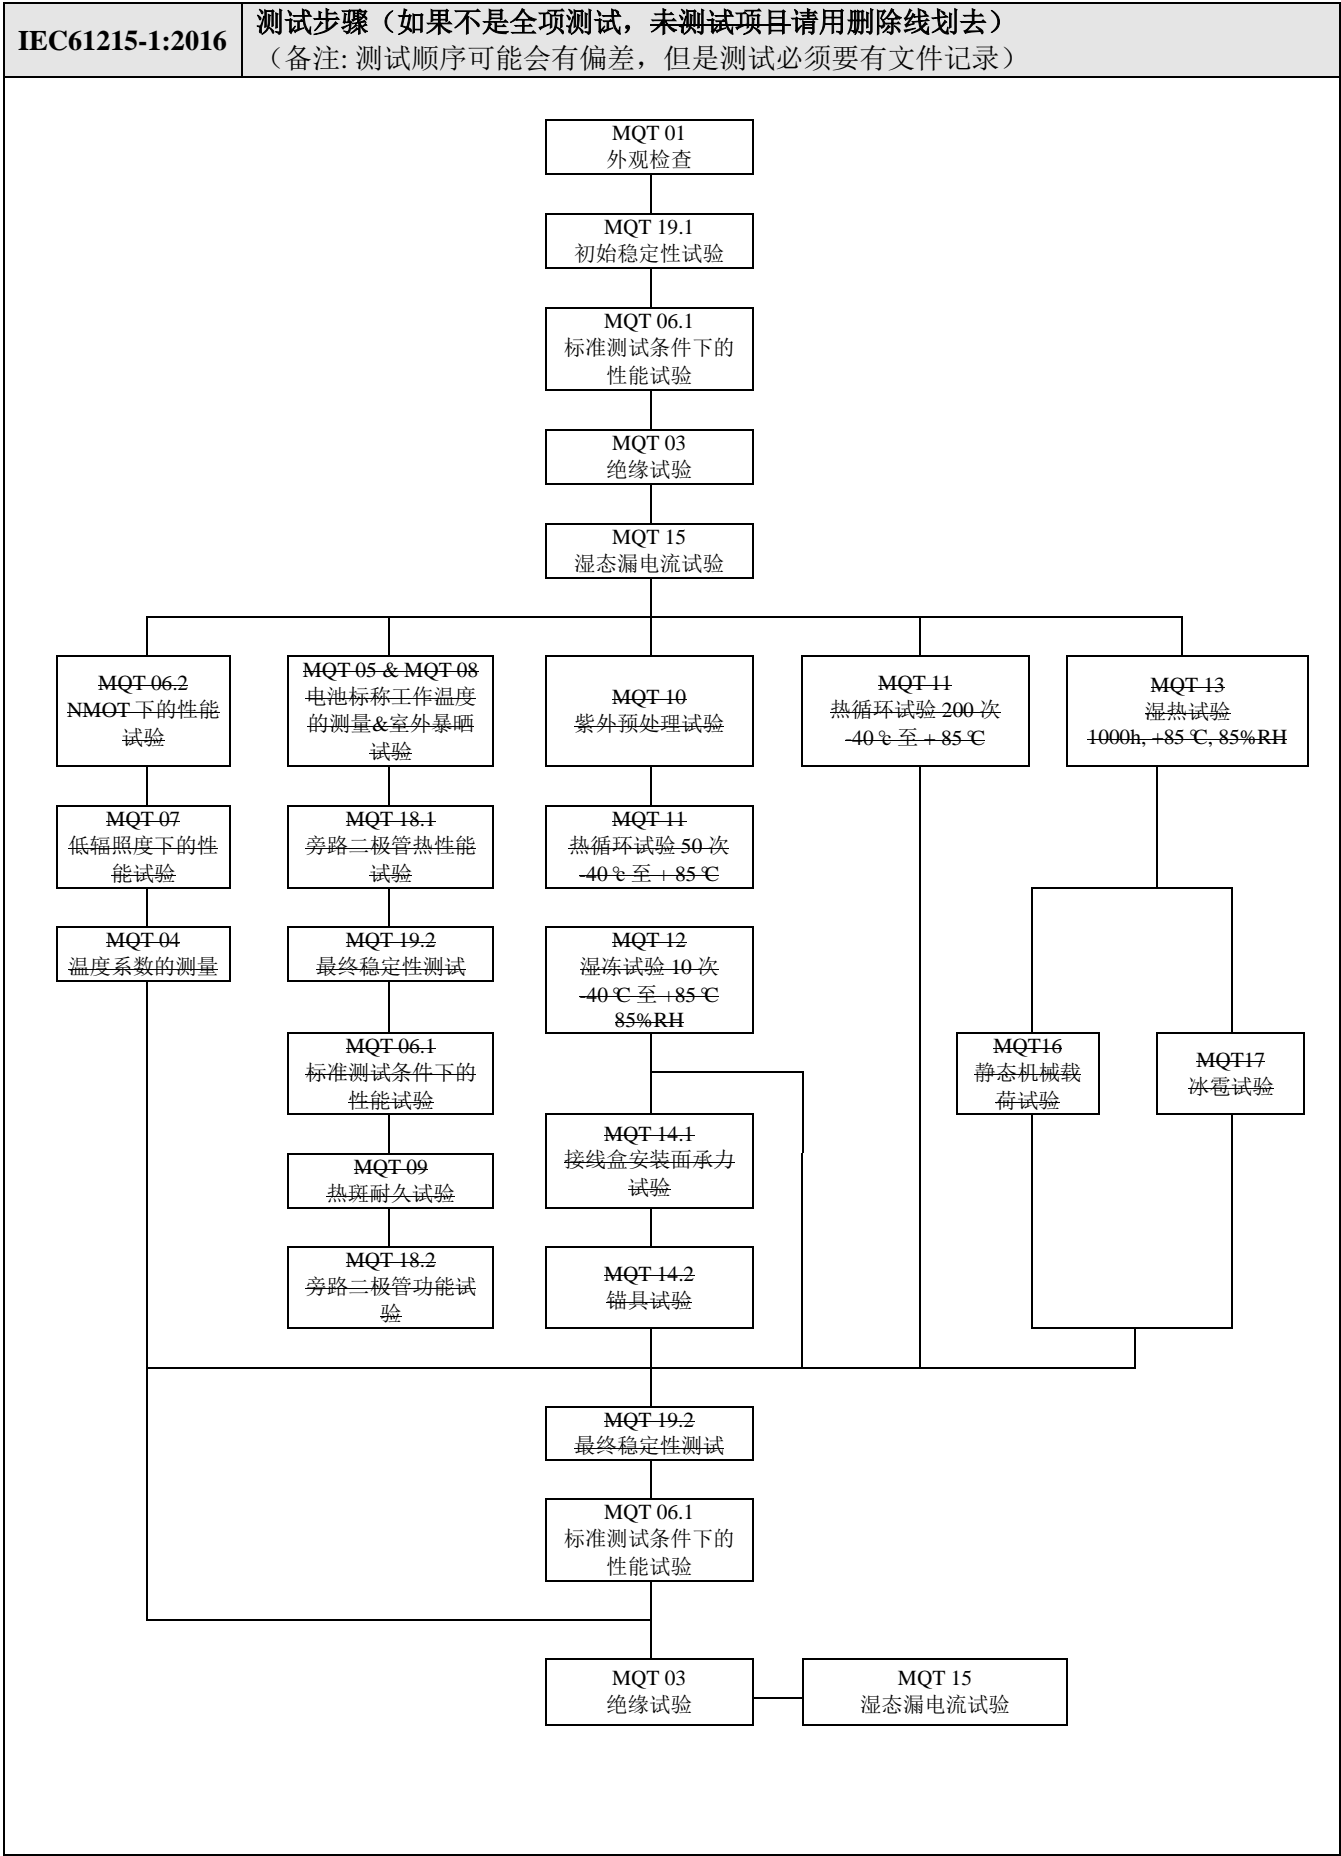 IEC61215-1:2016
测试步骤（如果不是全项测试，未测试项目请用删除线划去）
（备注: 测试顺序可能会有偏差，但是测试必须要有文件记录）
MQT 01
外观检查
MQT 19.1
初始稳定性试验
MQT 06.1
标准测试条件下的
性能试验
MQT 03
绝缘试验
MQT 15
湿态漏电流试验
MQT 06.2
NMOT 下的性能
试验
MQT 05 & MQT 08
电池标称工作温度
的测量&室外暴晒
试验
MQT 10
紫外预处理试验
MQT 11
热循环试验 200 次
-40℃ 至 + 85℃
MQT 13
湿热试验
1000h, +85℃, 85%RH
MQT 07
低辐照度下的性
能试验
MQT 18.1
旁路二极管热性能
试验
MQT 11
热循环试验 50 次
-40℃ 至 + 85℃
MQT 04
温度系数的测量
MQT 19.2
最终稳定性测试
MQT 12
湿冻试验 10 次
-40℃ 至 +85℃
85%RH
MQT 06.1
标准测试条件下的
性能试验
MQT16
静态机械载
荷试验
MQT17
冰雹试验
MQT 14.1
接线盒安装面承力
试验
MQT 09
热斑耐久试验
MQT 18.2
旁路二极管功能试
验
MQT 14.2
锚具试验
MQT 19.2
最终稳定性测试
MQT 06.1
标准测试条件下的
性能试验
MQT 03
绝缘试验
MQT 15
湿态漏电流试验